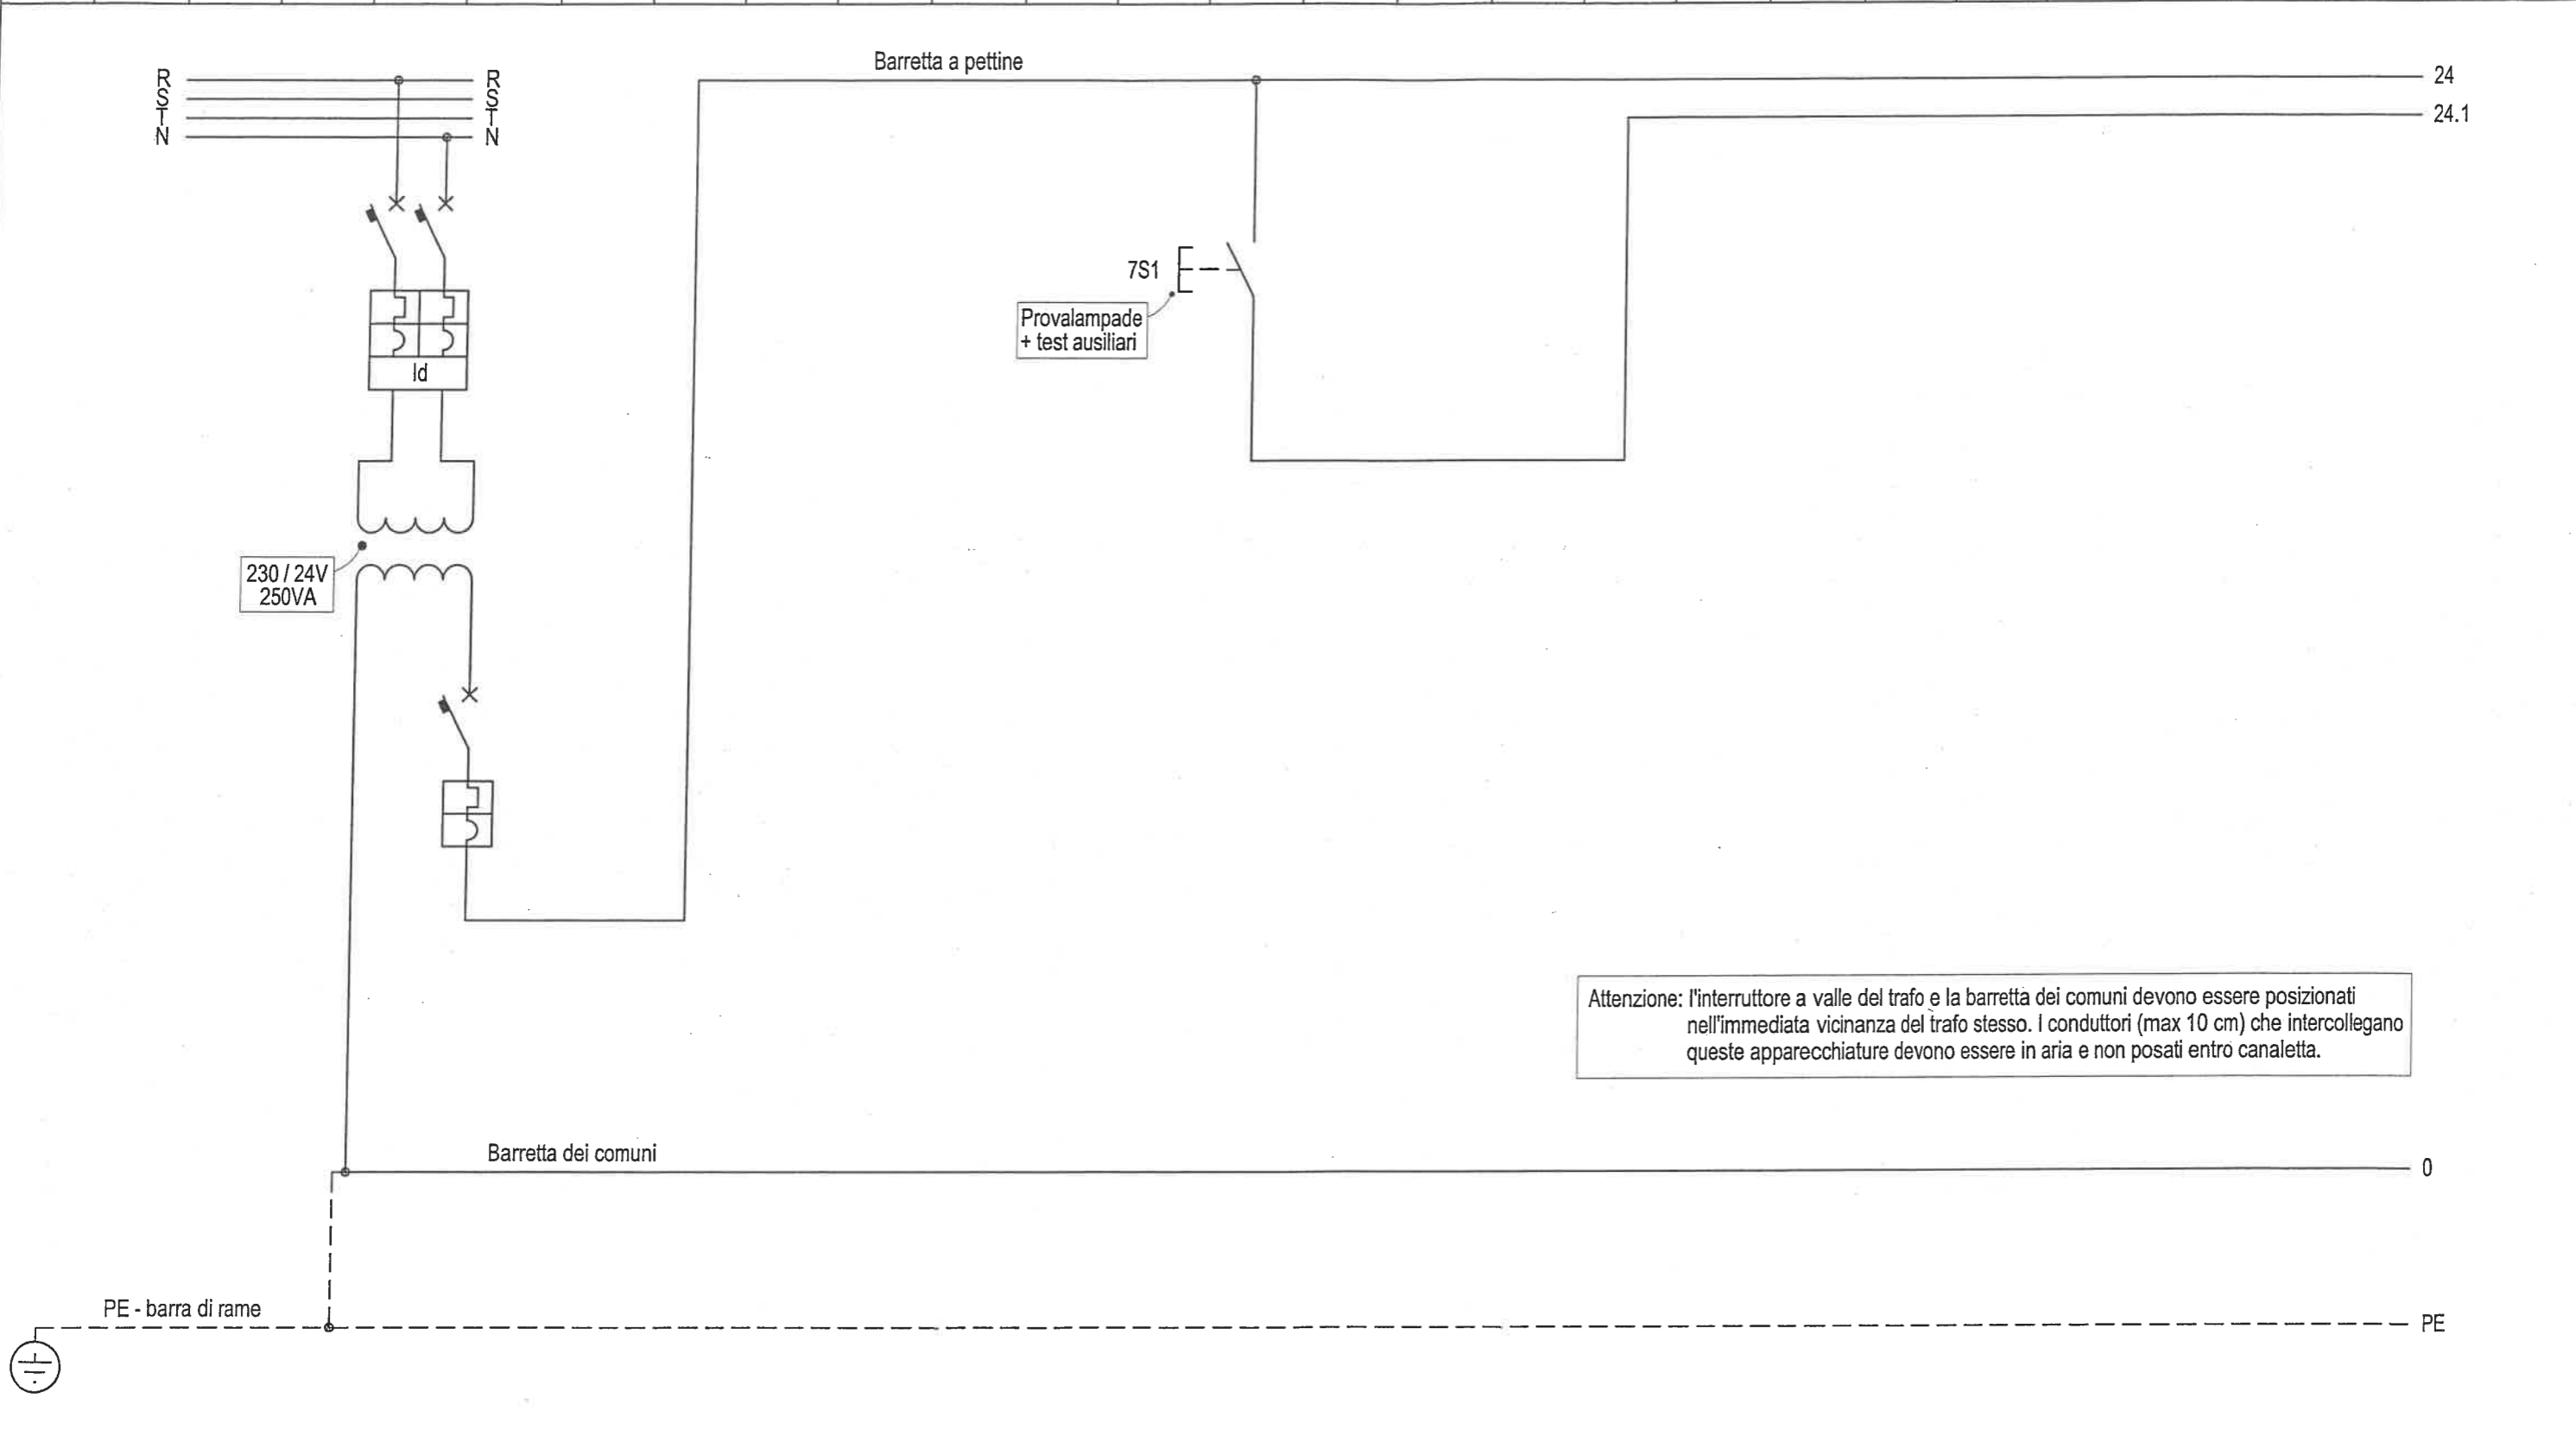 R
S
T
N
R
S
T
N
Barretta a pettine
24
24.1
7S1
Provalampade
+ test ausiliari
Id
230 / 24V
250VA
Attenzione: l'interruttore a valle del trafo e la barretta dei comuni devono essere posizionati
nell'immediata vicinanza del trafo stesso. I conduttori (max 10 cm) che intercollegano
queste apparecchiature devono essere in aria e non posati entro canaletta.
Barretta dei comuni
0
PE - barra di rame
PE